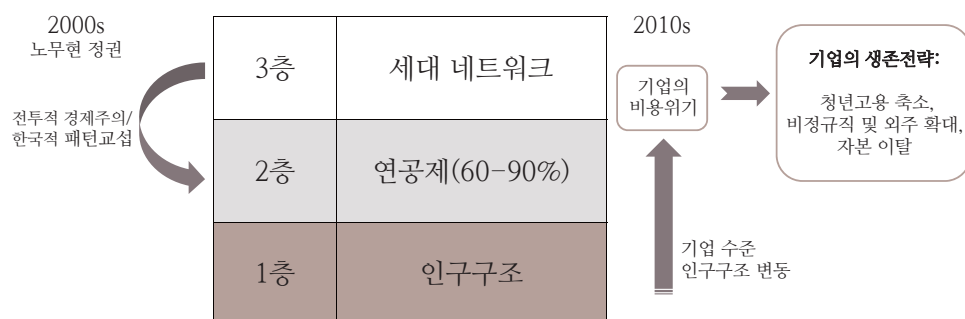 2000s
노무현 정권
전투적 경제주의/
한국적 패턴교섭
3층 세대 네트워크
2층 연공제(60-90%)
1층 인구구조
2010s
기업의
비용위기
기업 수준
인구구조 변동
기업의 생존전략:
청년고용 축소,
비정규직 및 외주 확대,
자본 이탈